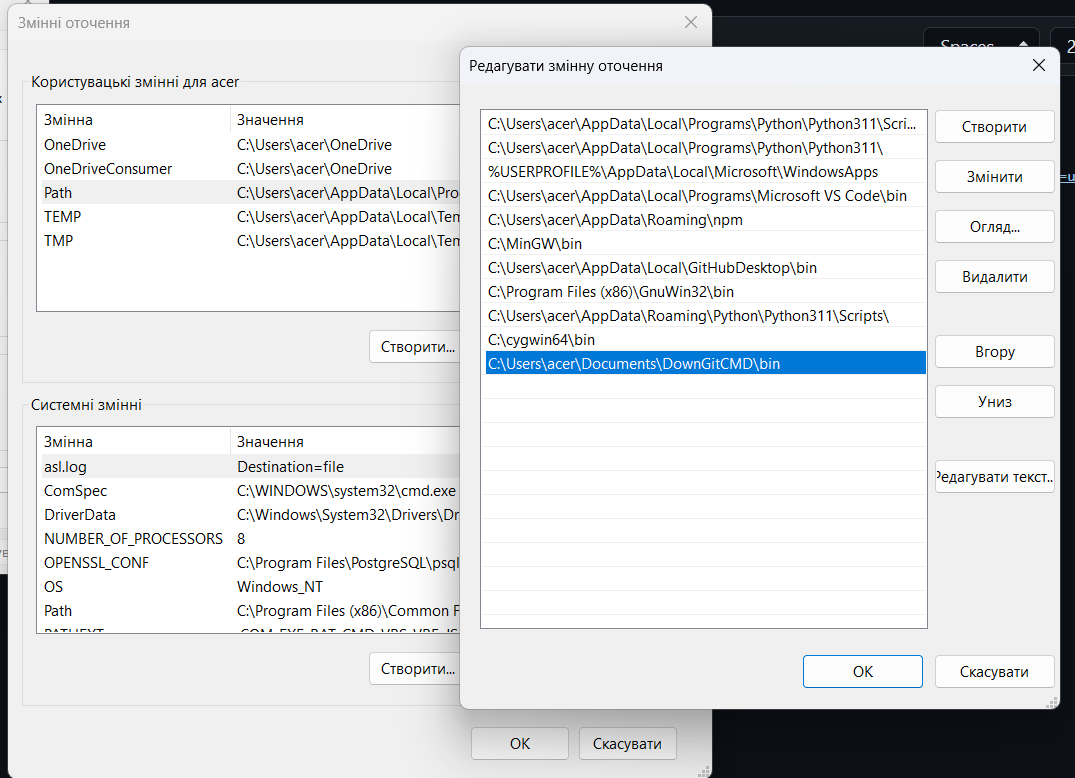 Змінні оточення
Користувацькі змінні для acer
Змінна Значення
OneDrive C:\Users\acer\OneDrive
OneDriveConsumer C:\Users\acer\OneDrive
Path C:\Users\acer\AppData\Local\Pro
TEMP C:\Users\acer\AppData\Local\Tem
TMP C:\Users\acer\AppData\Local\Tem
Створити...
Системні змінні
Змінна Значення
asl.log Destination=file
ComSpec C:\WINDOWS\system32\cmd.exe
DriverData C:\Windows\System32\Drivers\Dr
NUMBER_OF_PROCESSORS 8
OPENSSL_CONF C:\Program Files\PostgreSQL\psql
OS Windows_NT
Path C:\Program Files (x86)\Common F
Створити...
ОК Скасувати
Редагувати змінну оточення
C:\Users\acer\AppData\Local\Programs\Python\Python311\Scri...
C:\Users\acer\AppData\Local\Programs\Python\Python311\
%USERPROFILE%\AppData\Local\Microsoft\WindowsApps
C:\Users\acer\AppData\Local\Programs\Microsoft VS Code\bin
C:\Users\acer\AppData\Roaming\npm
C:\MinGW\bin
C:\Users\acer\AppData\Local\GitHubDesktop\bin
C:\Program Files (x86)\GnuWin32\bin
C:\Users\acer\AppData\Roaming\Python\Python311\Scripts\
C:\cygwin64\bin
C:\Users\acer\Documents\DownGitCMD\bin
Створити
Змінити
Огляд...
Видалити
Вгору
Униз
Редагувати текст..
ОК Скасувати
Spaces 2